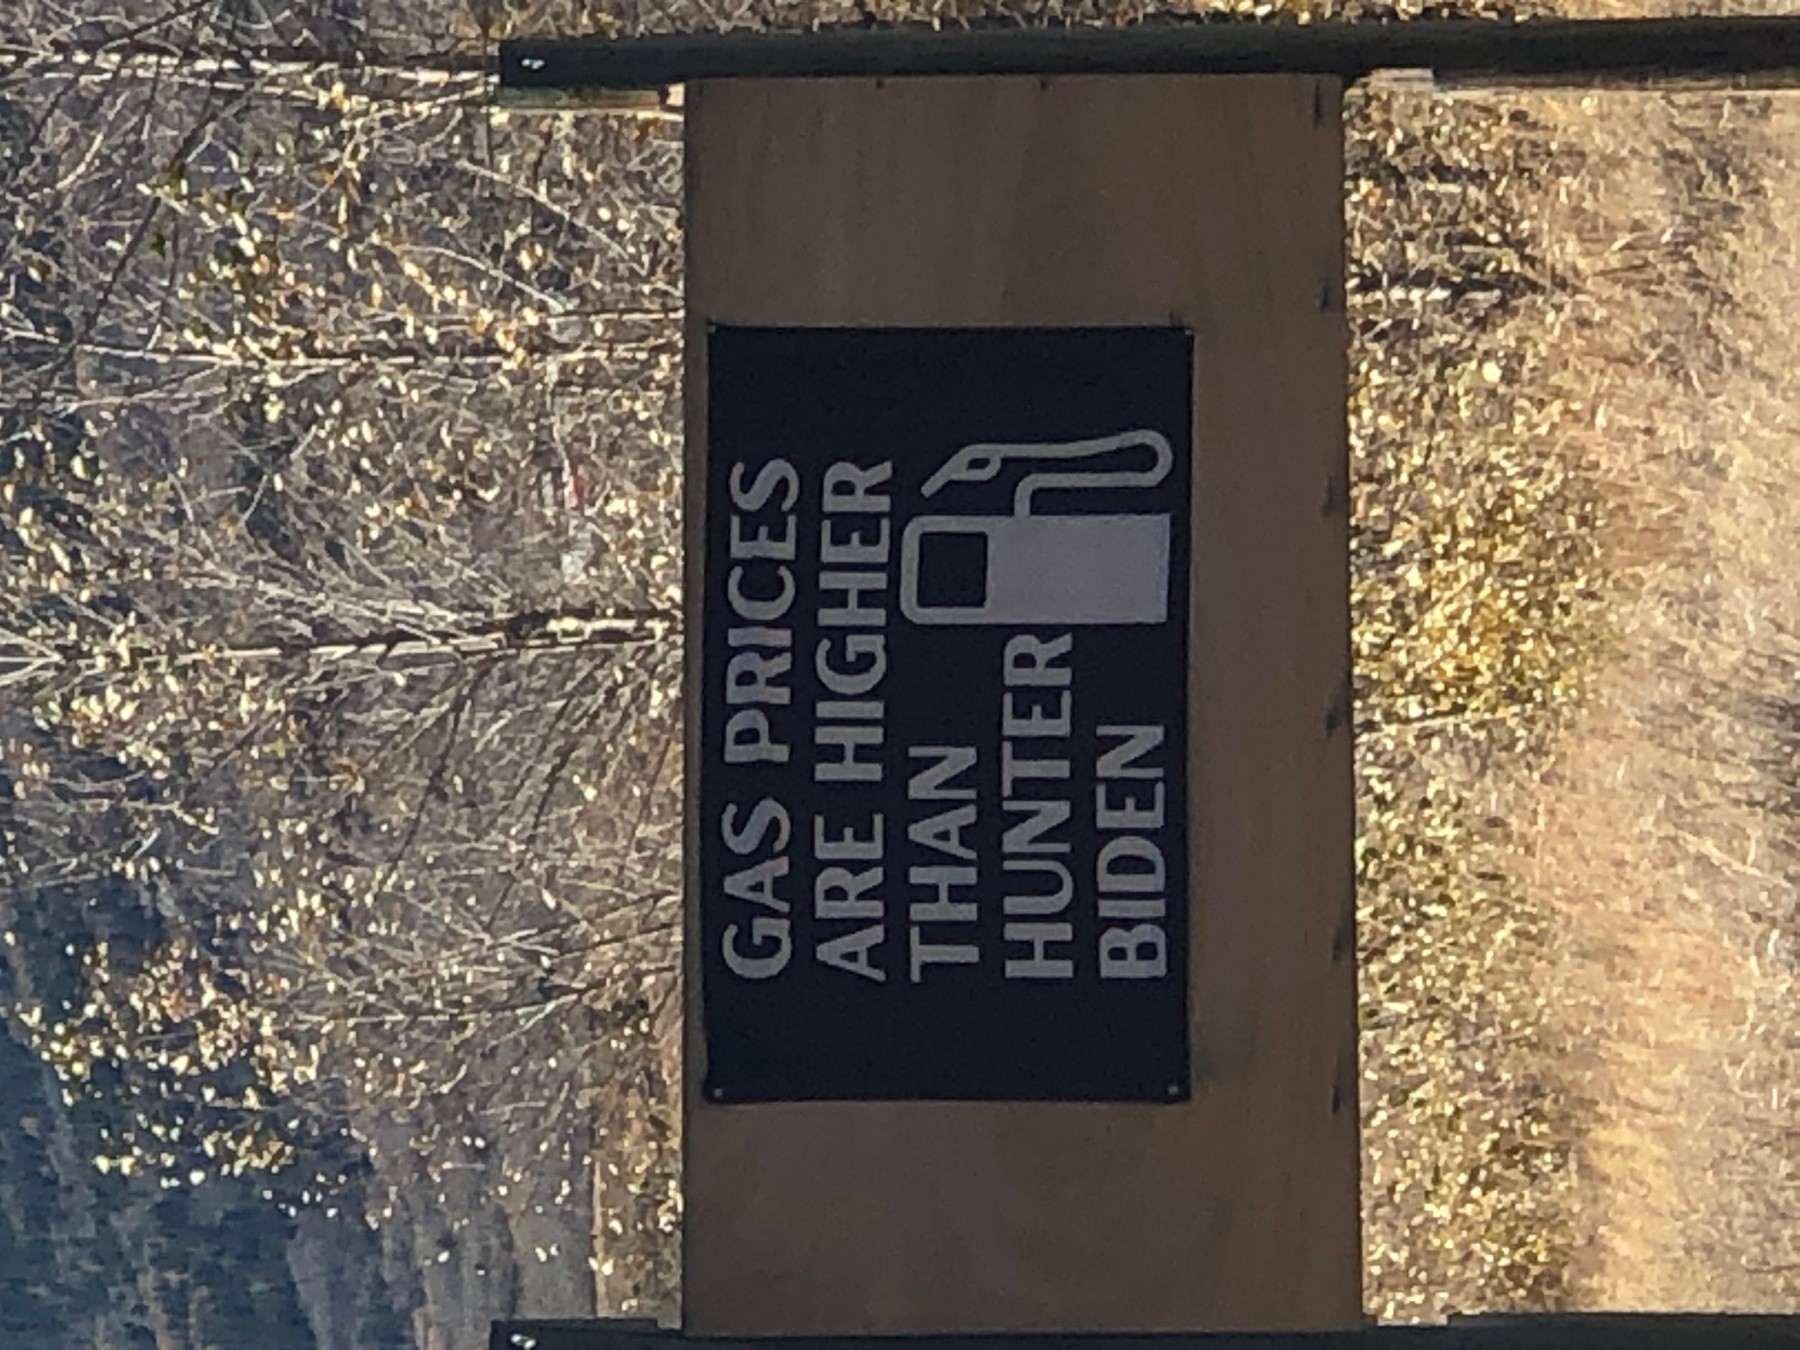 GAS PRICES
ARE HIGHER
THAN
HUNTER
BIDEN